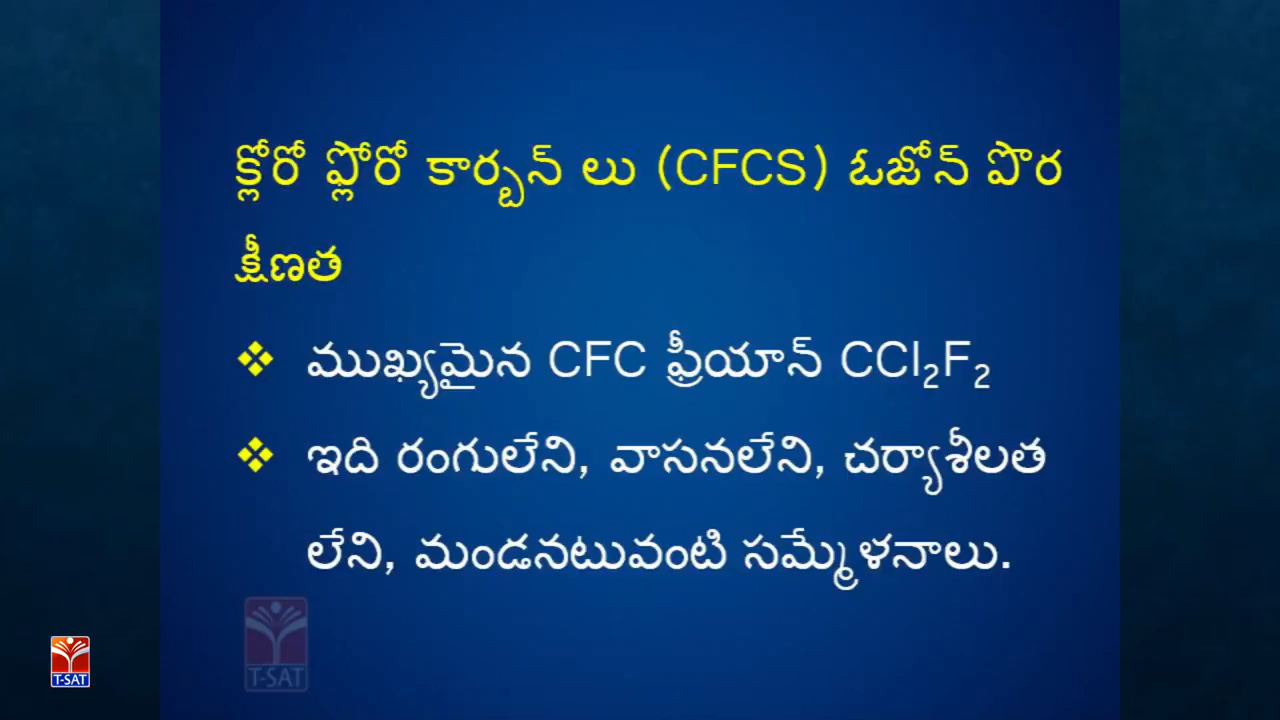 క్లోరో ఫ్లోరో కార్బన్ లు (CFCS) ఓజోన్ పొర
క్షీణత
❖ ముఖ్యమైన CFC ఫ్రీయాన్ CCl₂F₂
❖ ఇది రంగులేని, వాసనలేని, చర్యాశీలత
లేని, మండనటువంటి సమ్మేళనాలు.
T-SAT
T-SAT